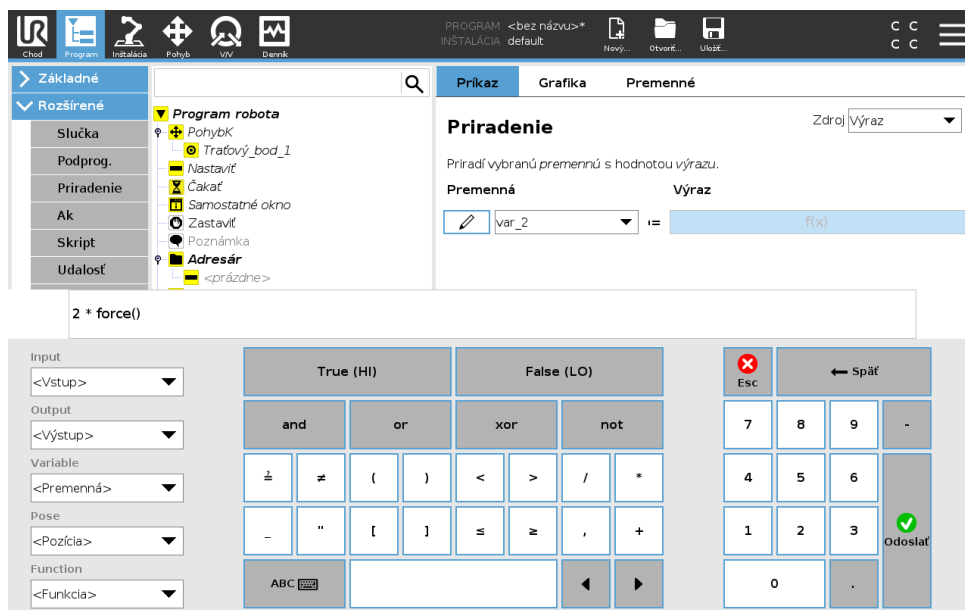 PROGRAM <bez názvu>*
INŠTALÁCIA default
Chod Program Inštalácia Pohyb V/V Denník Nový... Otvoriť... Uložiť...
C C
C C
Základné
Rozšírené
Slučka
Podprog.
Priradenie
Ak
Skript
Udalosť
Program robota
PohybK
Traťový_bod_1
Nastaviť
Čakať
Samostatné okno
Zastaviť
Poznámka
Adresár
<prázdne>
Príkaz Grafika Premenné
Priradenie
Zdroj Výraz
Priradí vybranú premennú s hodnotou výrazu.
Premenná Výraz
var_2 := f(x)
2 * force()
Input
<Vstup>
Output
<Výstup>
Variable
<Premenná>
Pose
<Pozícia>
Function
<Funkcia>
True (HI) False (LO)
and or xor not
≟ ≠ ( ) < > / *
_ " [ ] ≤ ≥ , +
ABC
Esc Späť
7 8 9 -
4 5 6
1 2 3 Odoslať
0 .